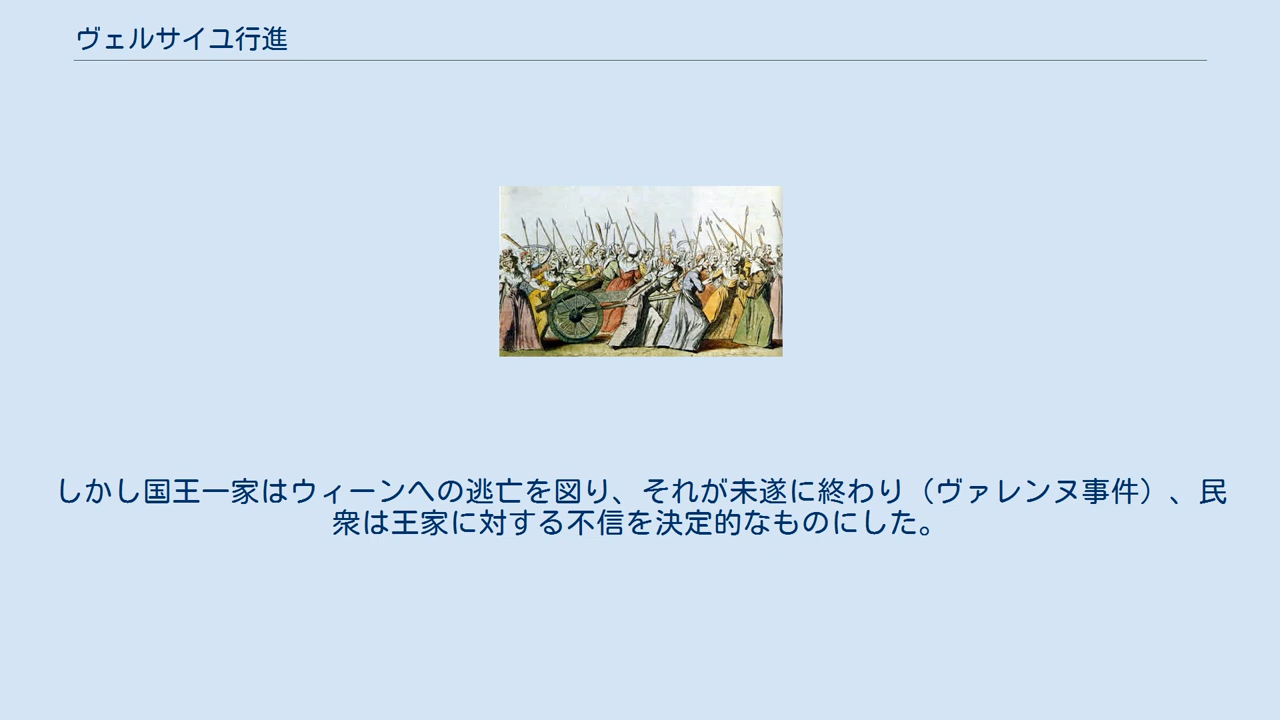 ヴェルサイユ行進
しかし国王一家はウィーンへの逃亡を図り、それが未遂に終わり（ヴァレンヌ事件）、民
衆は王家に対する不信を決定的なものにした。